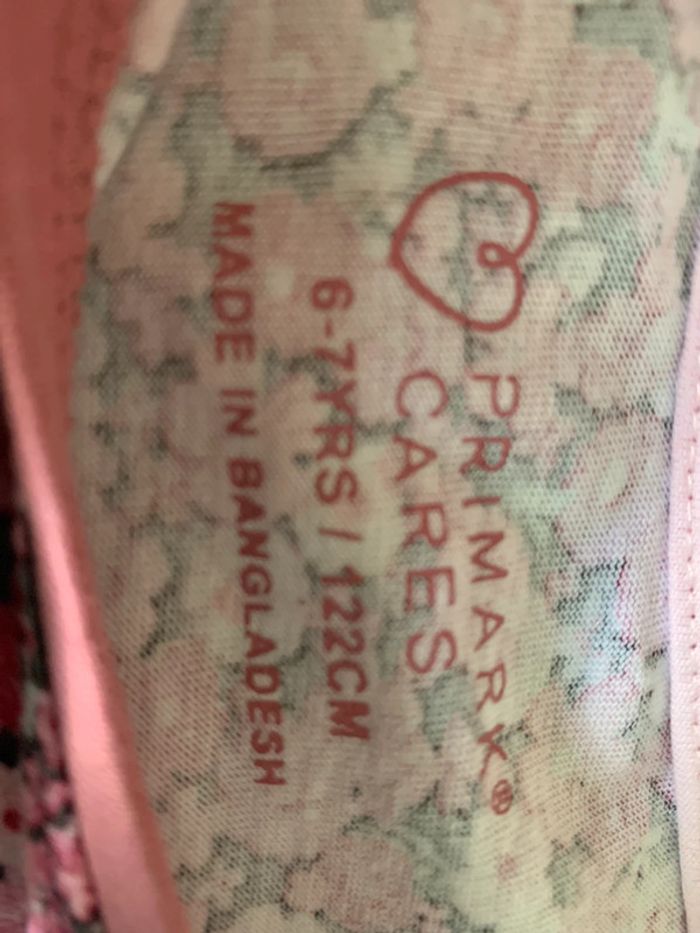 PRIMARK®
CARES
6-7YRS / 122CM
MADE IN BANGLADESH